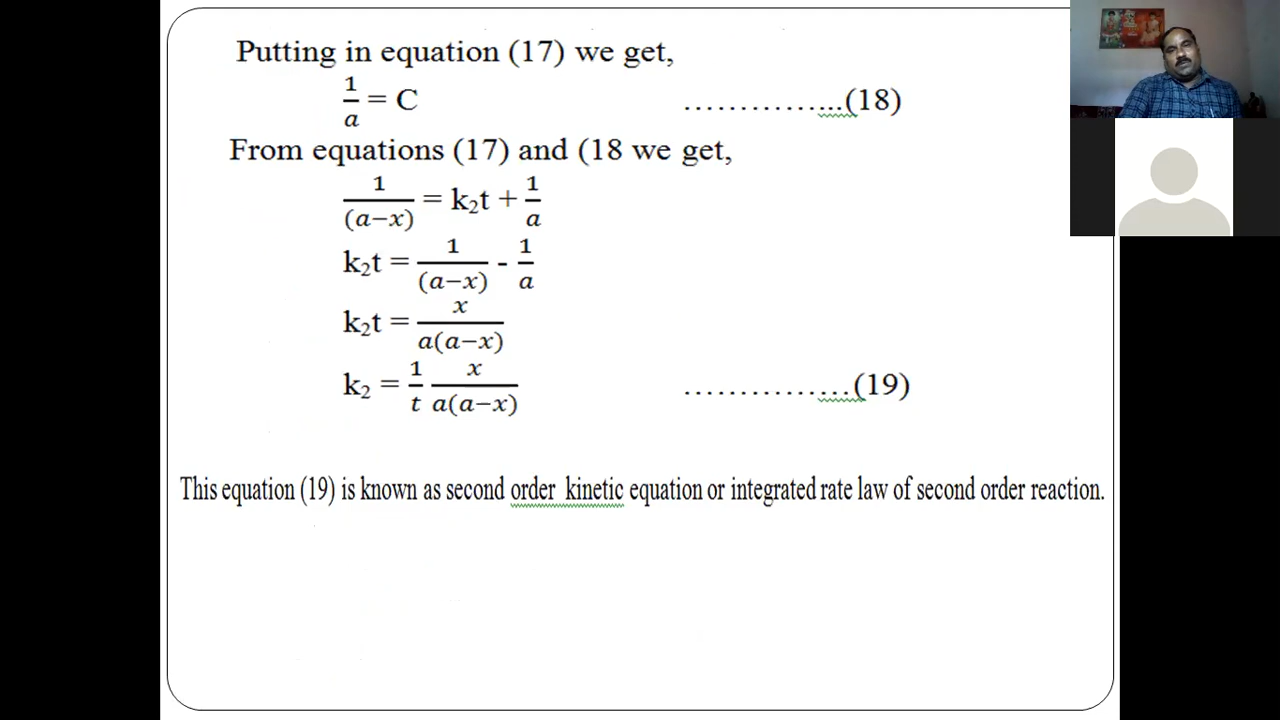 Putting in equation (17) we get,
1/a = C ……………...(18)
From equations (17) and (18 we get,
1/(a−x) = k₂t + 1/a
k₂t = 1/(a−x) - 1/a
k₂t = x/a(a−x)
k₂ = 1/t x/a(a−x) ………………(19)
This equation (19) is known as second order kinetic equation or integrated rate law of second order reaction.